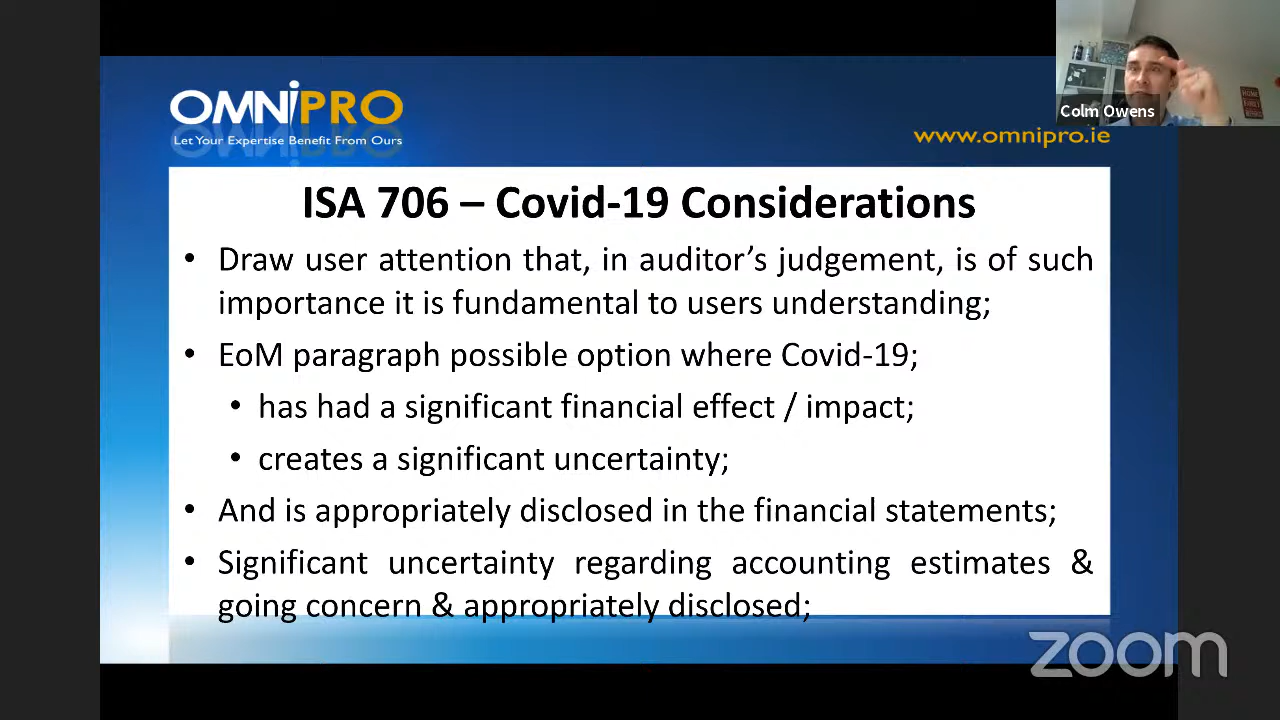 OMNiPRO
Let Your Expertise Benefit From Ours
www.omnipro.ie
Colm Owens
ISA 706 – Covid-19 Considerations
• Draw user attention that, in auditor’s judgement, is of such
importance it is fundamental to users understanding;
• EoM paragraph possible option where Covid-19;
• has had a significant financial effect / impact;
• creates a significant uncertainty;
• And is appropriately disclosed in the financial statements;
• Significant uncertainty regarding accounting estimates &
going concern & appropriately disclosed;
zoom